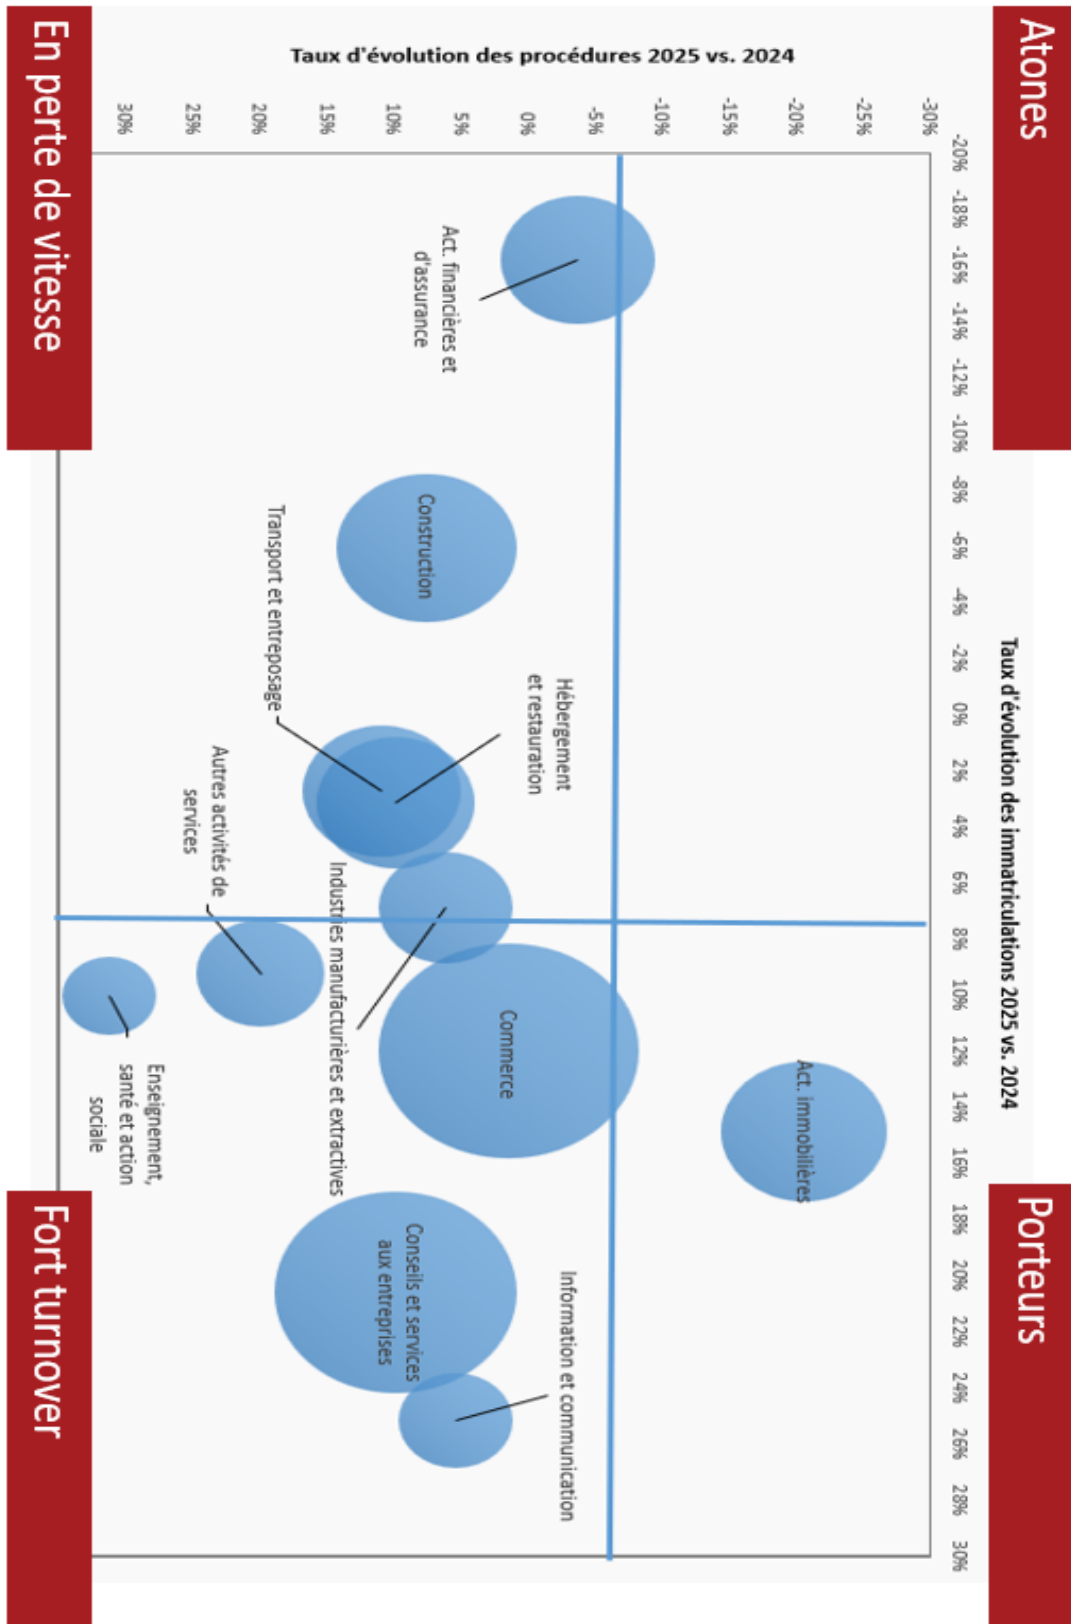 Atones
Porteurs
Taux d'évolution des immatriculations 2025 vs. 2024
-20%
-18%
-16%
-14%
-12%
-10%
-8%
-6%
-4%
-2%
0%
2%
4%
6%
8%
10%
12%
14%
16%
18%
20%
22%
24%
26%
28%
30%
Taux d'évolution des procédures 2025 vs. 2024
-30%
-25%
-20%
-15%
-10%
-5%
0%
5%
10%
15%
20%
25%
30%
Act. immobilières
Act. financières et
d'assurance
Construction
Hébergement
et restauration
Transport et entreposage
Industries manufacturières et extractives
Commerce
Information et communication
Conseils et services
aux entreprises
Autres activités de
services
Enseignement,
santé et action
sociale
En perte de vitesse
Fort turnover